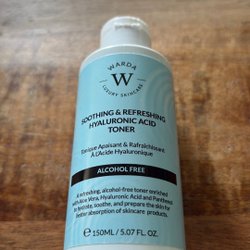 WARDA
W
LUXURY SKINCARE
SOOTHING & REFRESHING
HYALURONIC ACID
TONER
Tonique Apaisant & Rafraîchissant
À L'Acide Hyaluronique
ALCOHOL FREE
A refreshing, alcohol-free toner enriched
with Aloe Vera, Hyaluronic Acid and Panthenol
to hydrate, soothe, and prepare the skin for
better absorption of skincare products.
150ML / 5.07 FL. OZ.